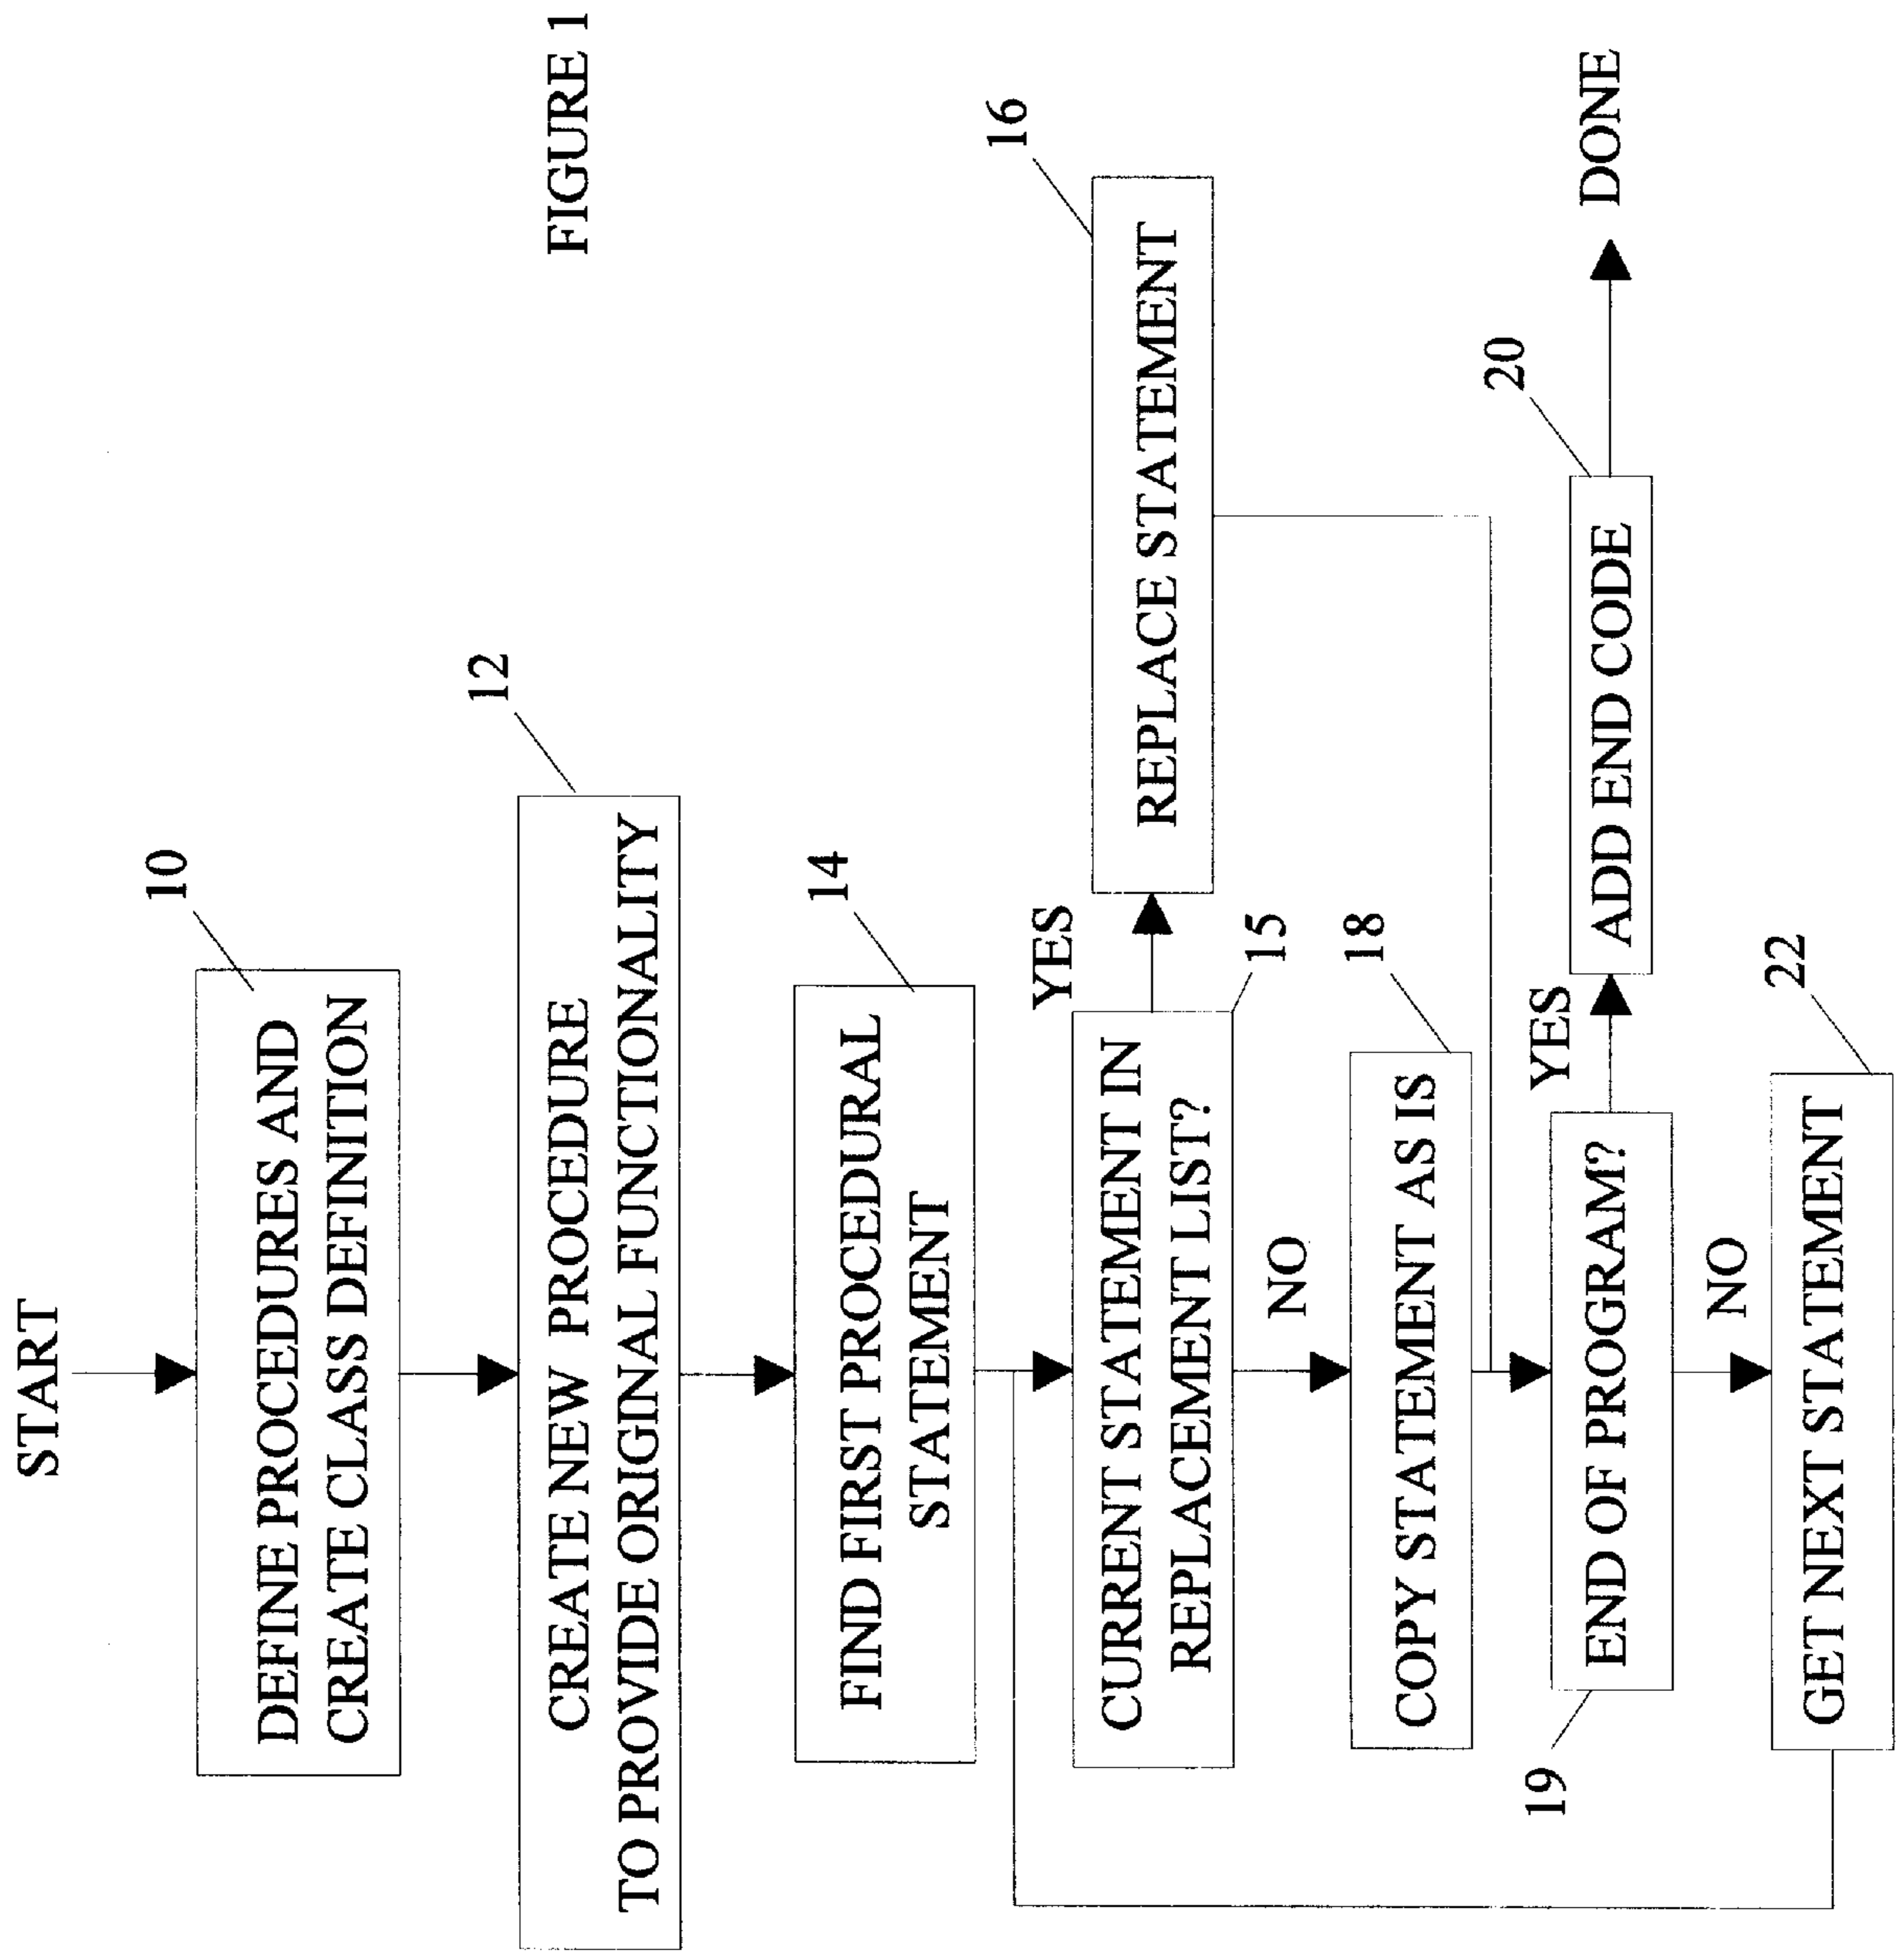 FIGURE 1
START
10
DEFINE PROCEDURES AND
CREATE CLASS DEFINITION
12
CREATE NEW PROCEDURE
TO PROVIDE ORIGINAL FUNCTIONALITY
14
FIND FIRST PROCEDURAL
STATEMENT
15
CURRENT STATEMENT IN
REPLACEMENT LIST?
YES
16
REPLACE STATEMENT
NO
18
COPY STATEMENT AS IS
19
END OF PROGRAM?
YES
20
ADD END CODE
DONE
NO
22
GET NEXT STATEMENT